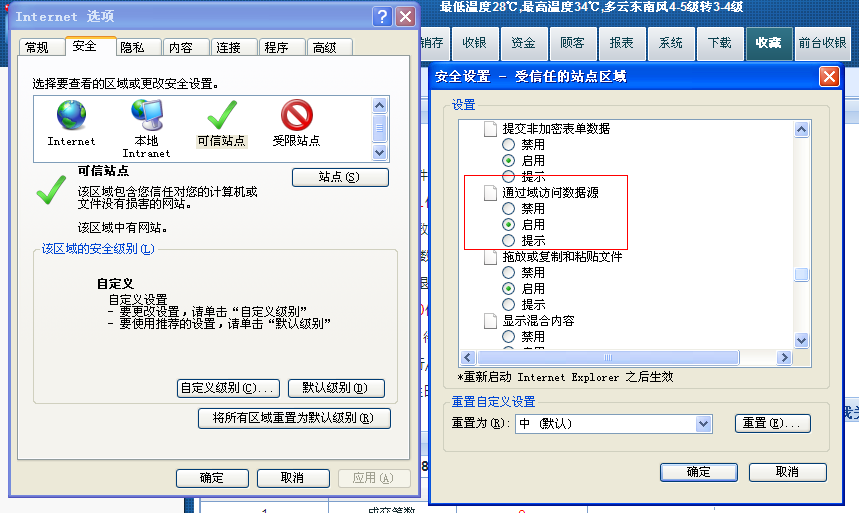 最低温度28℃,最高温度34℃,多云东南风4-5级转3-4级
销存 收银 资金 顾客 报表 系统 下载 收藏 前台收银
Internet 选项
常规 安全 隐私 内容 连接 程序 高级
选择要查看的区域或更改安全设置。
Internet
本地
Intranet
可信站点
受限站点
可信站点
站点(S)
该区域包含您信任对您的计算机或
文件没有损害的网站。
该区域中有网站。
该区域的安全级别(L)
自定义
自定义设置
- 要更改设置,请单击“自定义级别”
- 要使用推荐的设置,请单击“默认级别”
自定义级别(C)... 默认级别(D)
将所有区域重置为默认级别(R)
确定 取消 应用(A)
安全设置 - 受信任的站点区域
设置
提交非加密表单数据
禁用
启用
提示
通过域访问数据源
禁用
启用
提示
拖放或复制和粘贴文件
禁用
启用
提示
显示混合内容
禁用
*重新启动 Internet Explorer 之后生效
重置自定义设置
重置为(R): 中 (默认) 重置(E)...
确定 取消
1 成交笔数